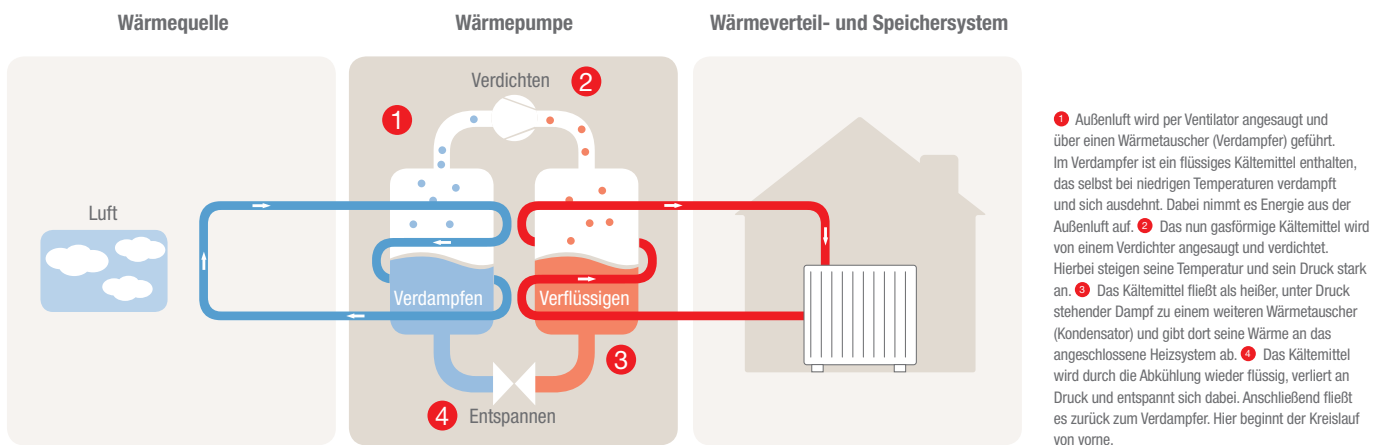 Wärmequelle
Wärmepumpe
Wärmeverteil- und Speichersystem
Verdichten
2
1
Luft
Verdampfen
Verflüssigen
3
4
Entspannen
1 Außenluft wird per Ventilator angesaugt und
über einen Wärmetauscher (Verdampfer) geführt.
Im Verdampfer ist ein flüssiges Kältemittel enthalten,
das selbst bei niedrigen Temperaturen verdampft
und sich ausdehnt. Dabei nimmt es Energie aus der
Außenluft auf. 2 Das nun gasförmige Kältemittel wird
von einem Verdichter angesaugt und verdichtet.
Hierbei steigen seine Temperatur und sein Druck stark
an. 3 Das Kältemittel fließt als heißer, unter Druck
stehender Dampf zu einem weiteren Wärmetauscher
(Kondensator) und gibt dort seine Wärme an das
angeschlossene Heizsystem ab. 4 Das Kältemittel
wird durch die Abkühlung wieder flüssig, verliert an
Druck und entspannt sich dabei. Anschließend fließt
es zurück zum Verdampfer. Hier beginnt der Kreislauf
von vorne.